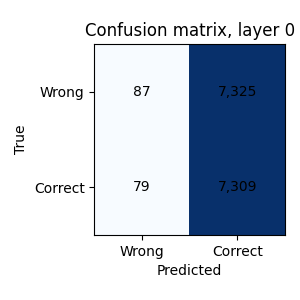 Confusion matrix, layer 0
Wrong 87 7,325
Correct 79 7,309
True
Wrong Correct
Predicted